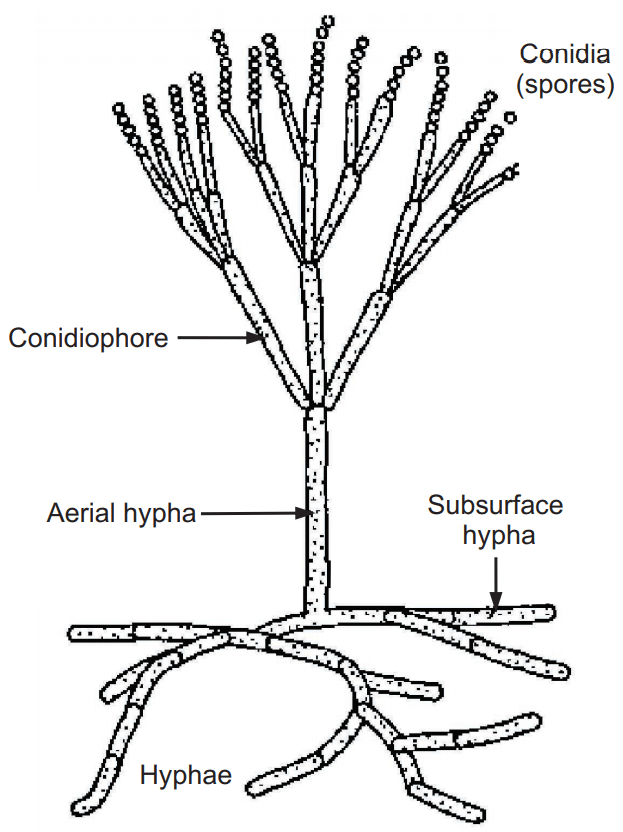 Conidia
(spores)
Conidiophore
Aerial hypha
Subsurface
hypha
Hyphae